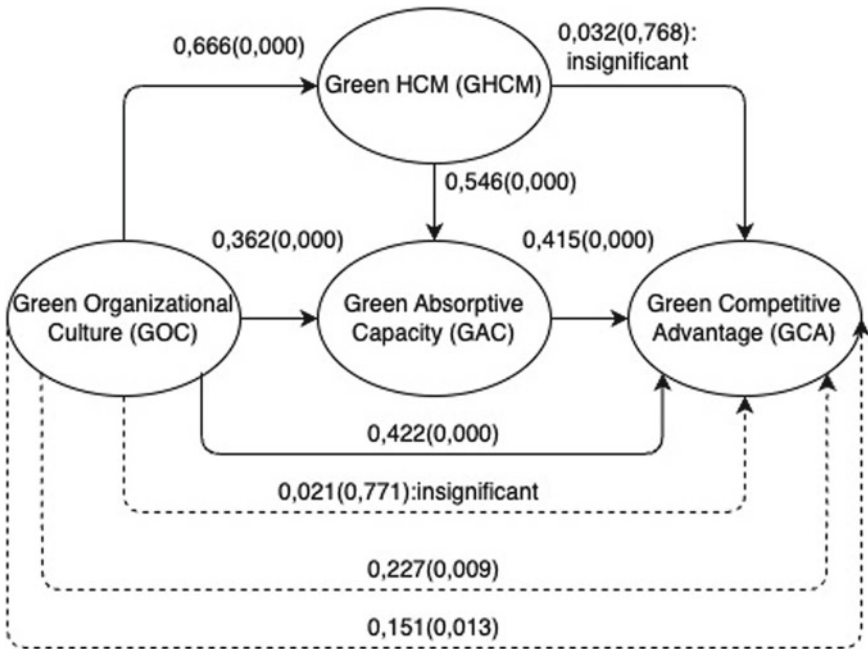 0,666(0,000)
0,032(0,768):
insignificant
Green HCM (GHCM)
0,546(0,000)
0,362(0,000)
0,415(0,000)
Green Organizational
Culture (GOC)
Green Absorptive
Capacity (GAC)
Green Competitive
Advantage (GCA)
0,422(0,000)
0,021(0,771):insignificant
0,227(0,009)
0,151(0,013)